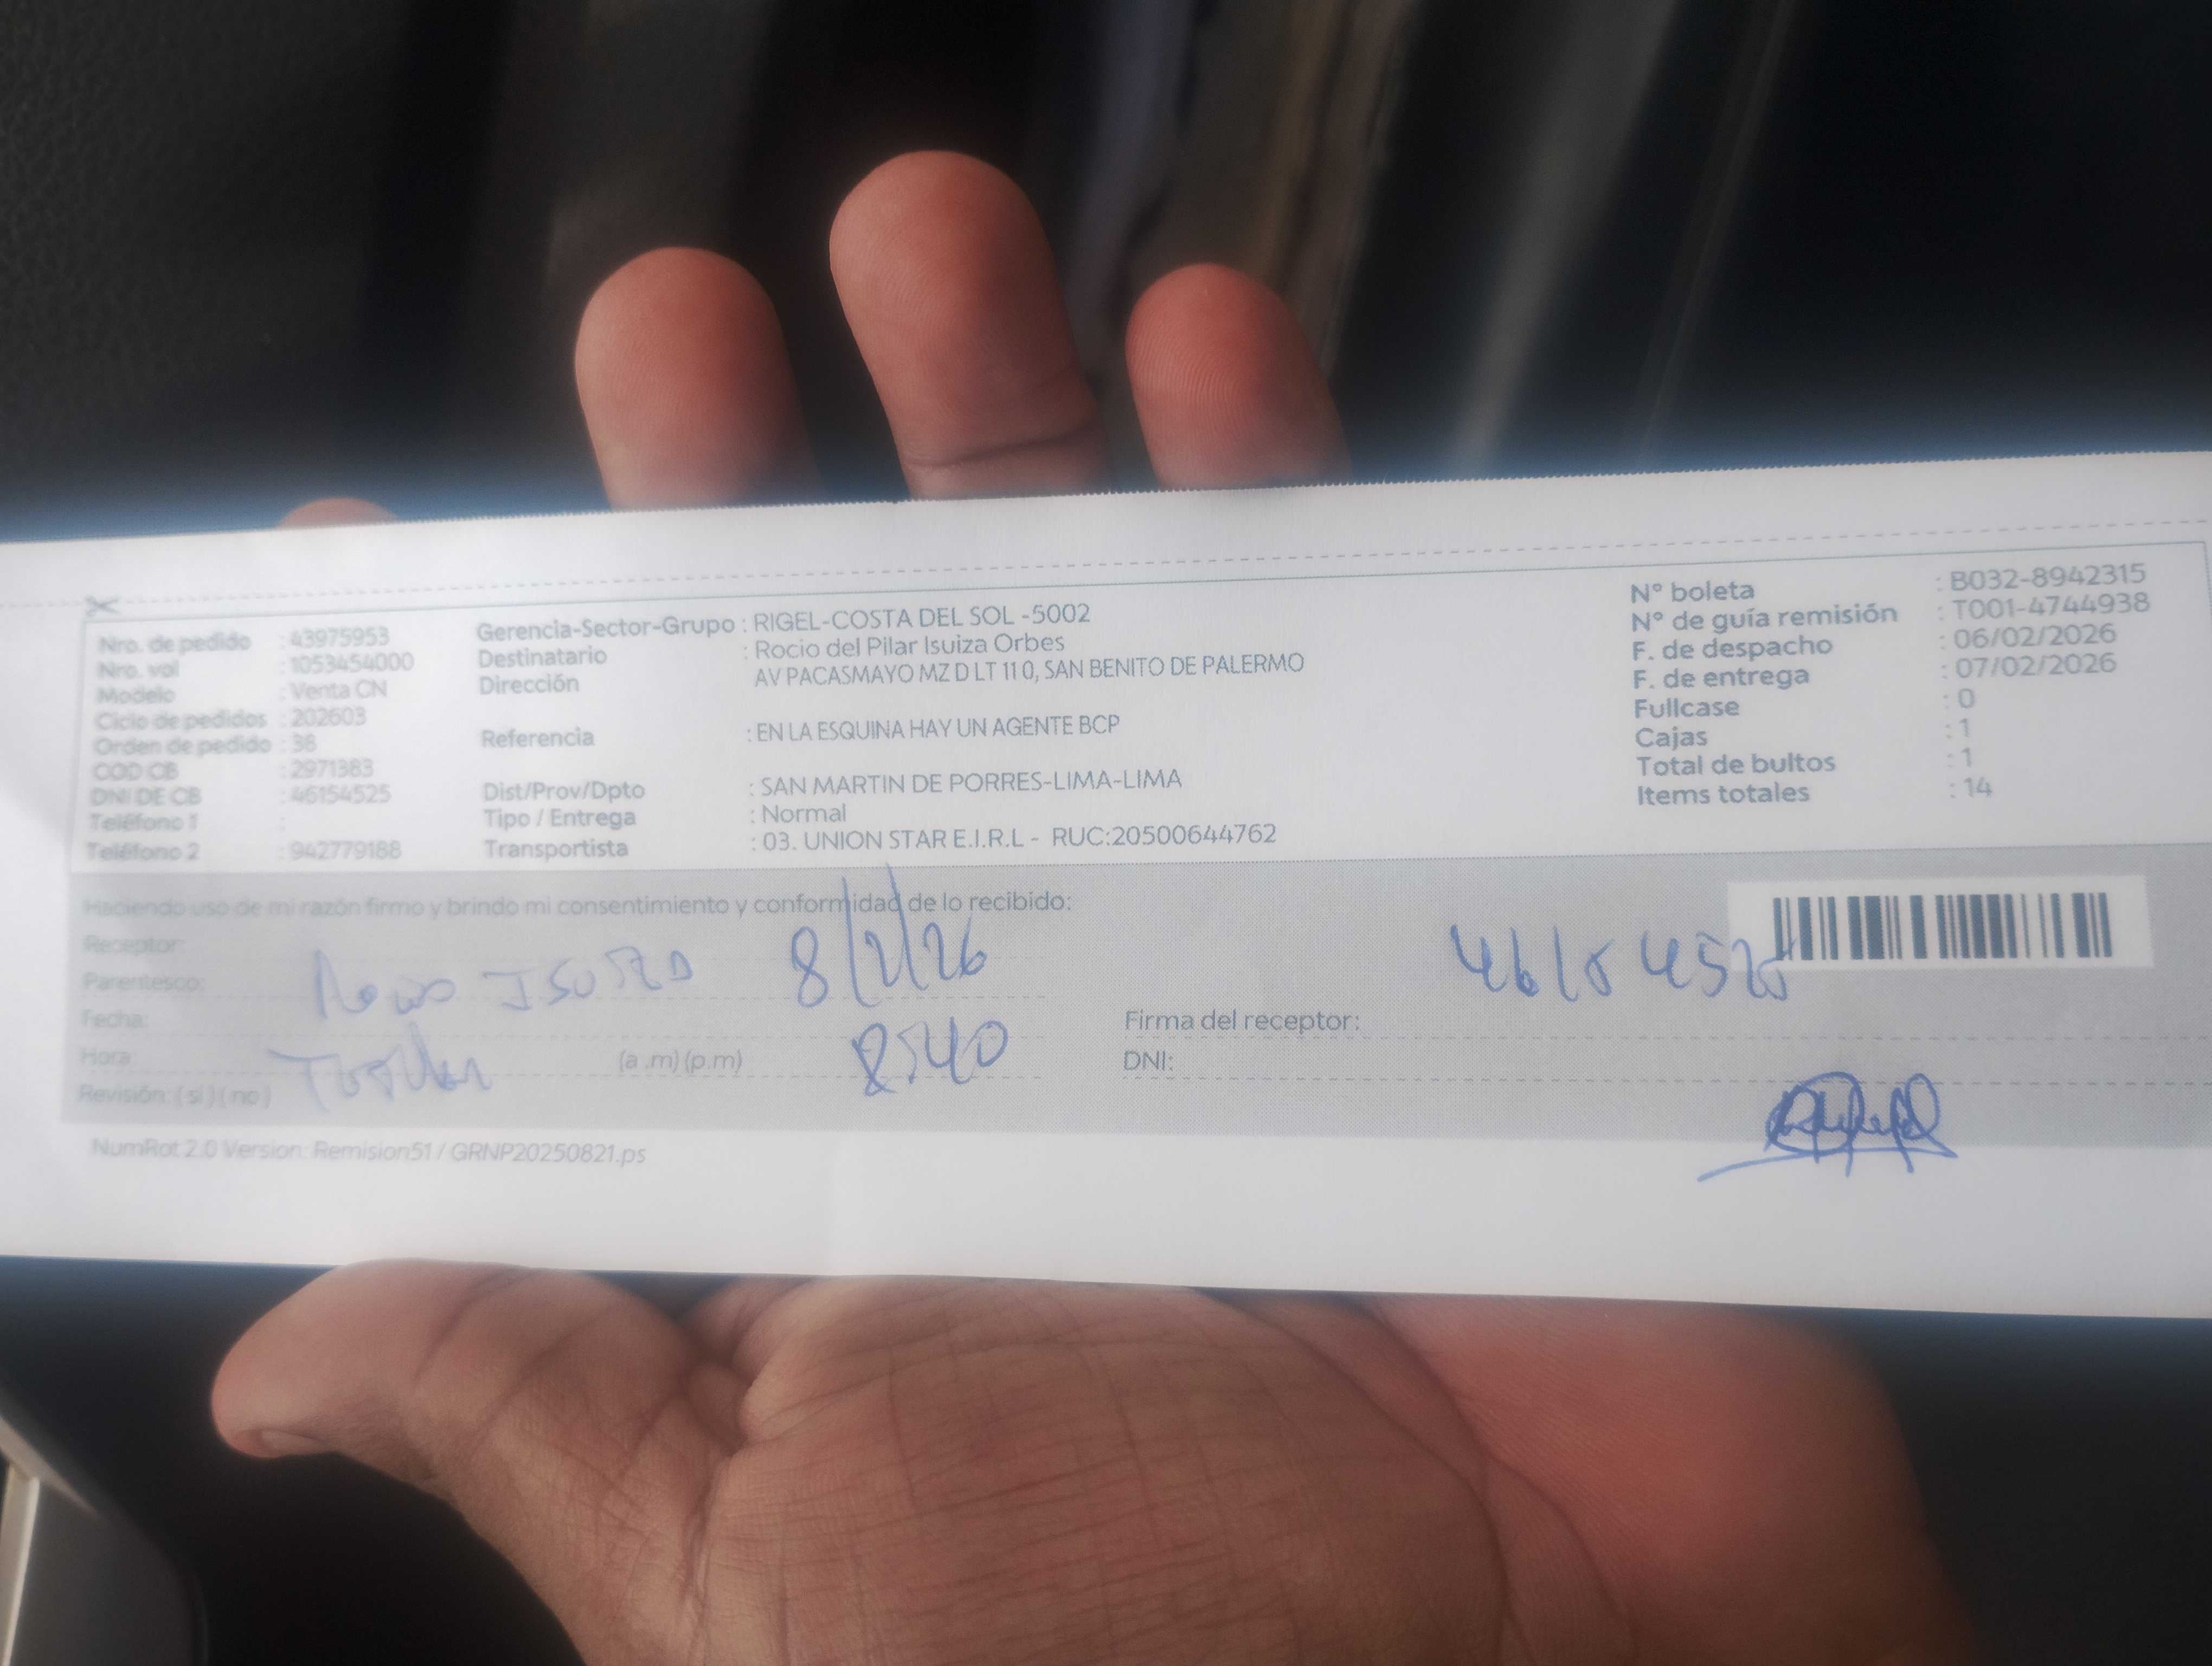 Nro. de pedido : 43975953
Nro. vol : 1053454000
Modelo : Venta CN
Ciclo de pedidos : 202603
Orden de pedido : 38
COD CB : 2971383
DNI DE CB : 46154525
Teléfono 1 :
Teléfono 2 : 942779188
Gerencia-Sector-Grupo : RIGEL-COSTA DEL SOL -5002
Destinatario : Rocio del Pilar Isuiza Orbes
Dirección AV PACASMAYO MZ D LT 11 0, SAN BENITO DE PALERMO
Referencia : EN LA ESQUINA HAY UN AGENTE BCP
Dist/Prov/Dpto : SAN MARTIN DE PORRES-LIMA-LIMA
Tipo / Entrega : Normal
Transportista : 03. UNION STAR E.I.R.L - RUC:20500644762
N° boleta : B032-8942315
N° de guía remisión : T001-4744938
F. de despacho : 06/02/2026
F. de entrega : 07/02/2026
Fullcase : 0
Cajas : 1
Total de bultos : 1
Items totales : 14
Haciendo uso de mi razón firmo y brindo mi consentimiento y conformidad de lo recibido:
Receptor:
Parentesco: 8/2/26
Fecha:
Hora: (a .m) (p.m)
Revisión: ( si ) ( no )
46154525
Firma del receptor:
DNI:
NumRot 2.0 Version: Remision51 / GRNP20250821.ps